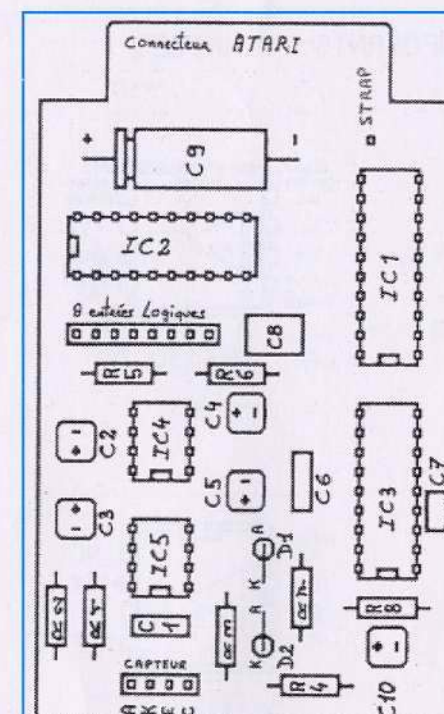 Connecteur ATARI
STRAP
+ -
C9
IC2
IC1
8 entrées Logiques
C8
R5
R6
+ -
C2
IC4
C4
+ -
- +
C3
IC5
C5
+ -
C6
IC3
C7
A
D1
K
R2
C1
R3
A
K
D2
R8
CAPTEUR
R4
+ -
C10